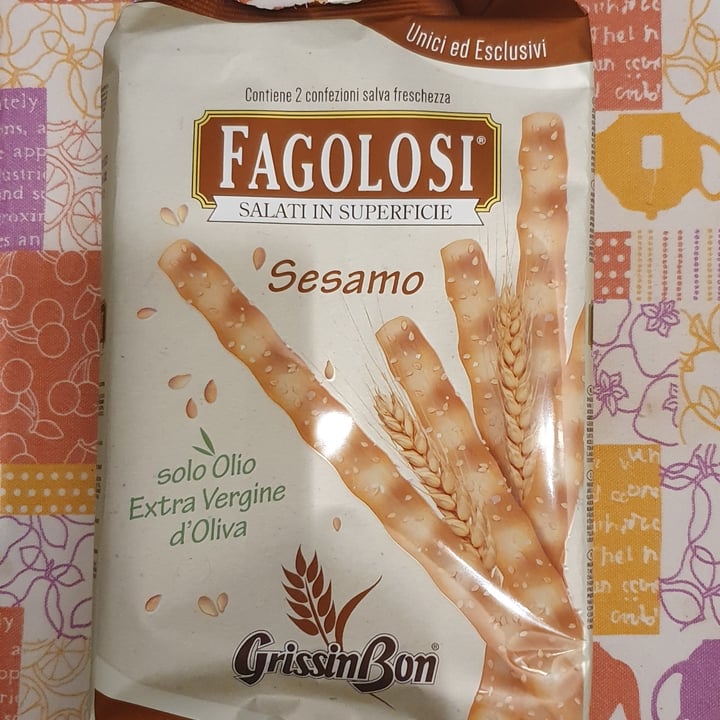 Unici ed Esclusivi
Contiene 2 confezioni salva freschezza
FAGOLOSI®
SALATI IN SUPERFICIE
Sesamo
solo Olio
Extra Vergine
d'Oliva
GrissinBon®